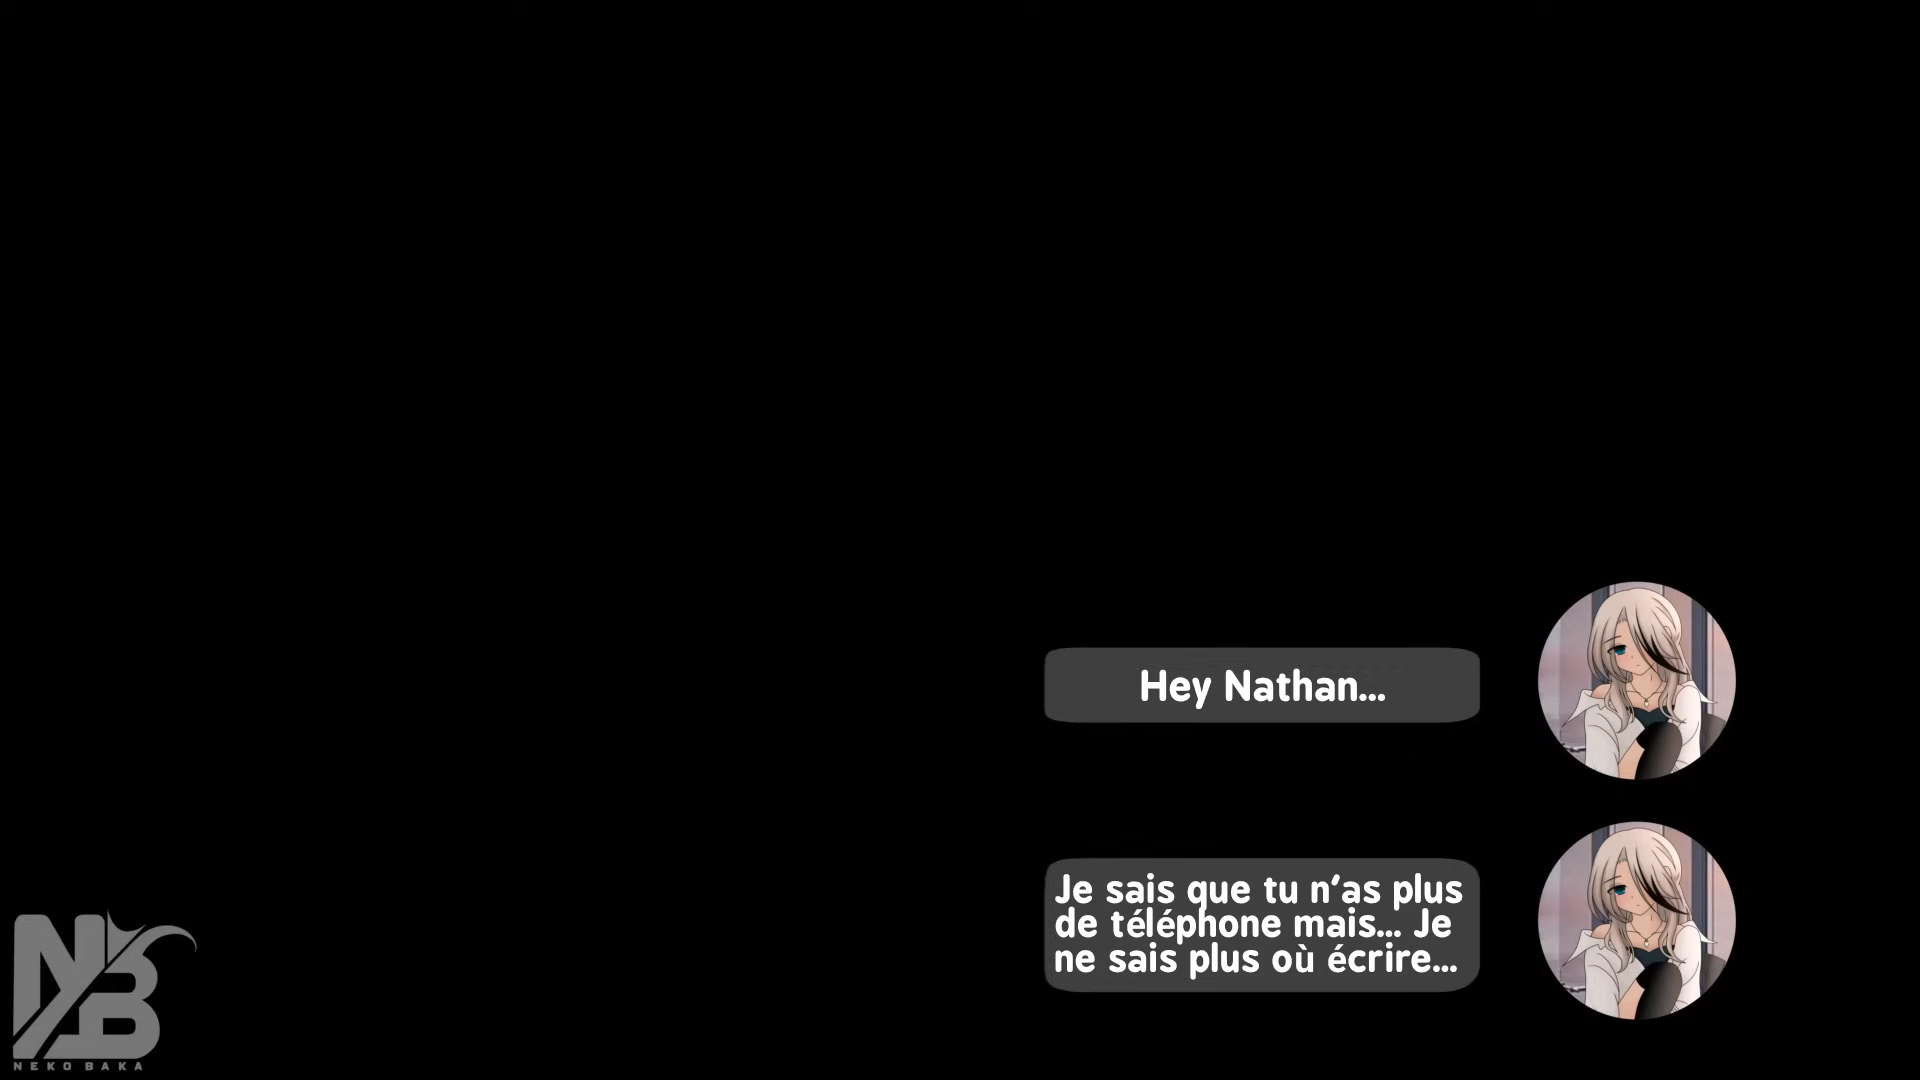 Hey Nathan...
Je sais que tu n'as plus
de téléphone mais... Je
ne sais plus où écrire...
NB
NEKO BAKA